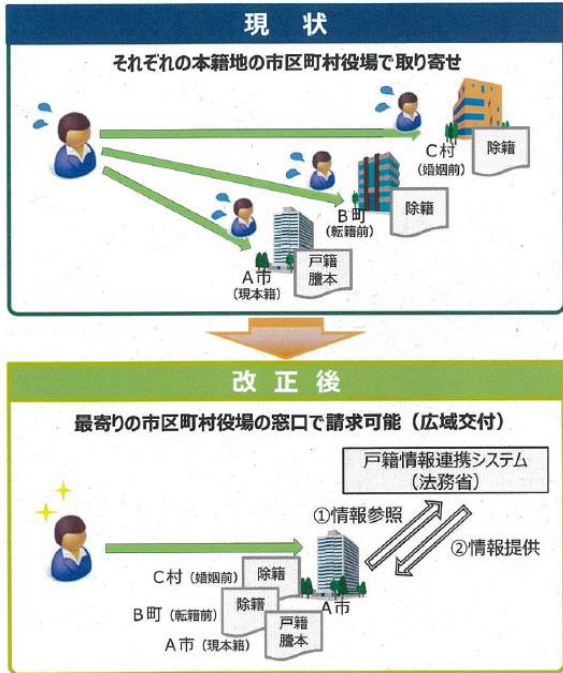 現状
それぞれの本籍地の市区町村役場で取り寄せ
C村
(婚姻前)
除籍
B町
(転籍前)
除籍
A市
(現本籍)
戸籍
謄本
改正後
最寄りの市区町村役場の窓口で請求可能（広域交付）
戸籍情報連携システム
（法務省）
①情報参照
②情報提供
C村（婚姻前）
除籍
B町（転籍前）
除籍
A市
A市（現本籍）
戸籍
謄本